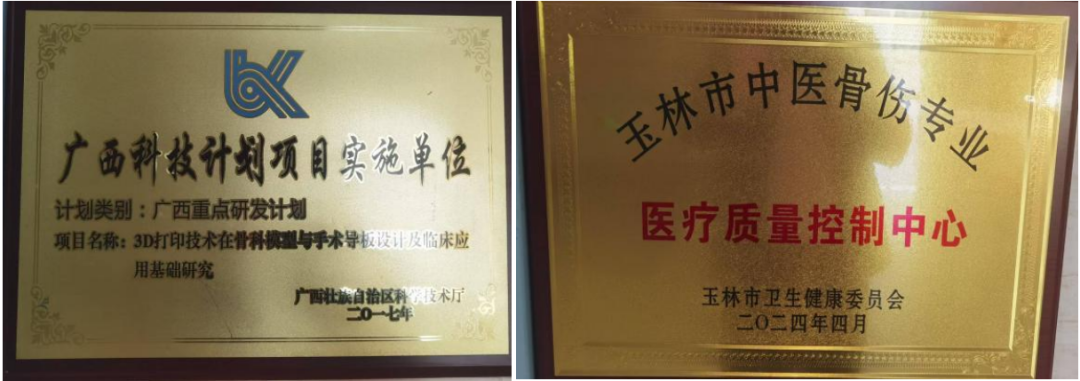 广西科技计划项目实施单位
计划类别：广西重点研发计划
项目名称：3D打印技术在骨科模型与手术导板设计及临床应
用基础研究
广西壮族自治区科学技术厅
二〇一七年
玉林市中医骨伤专业
医疗质量控制中心
玉林市卫生健康委员会
二〇二四年四月